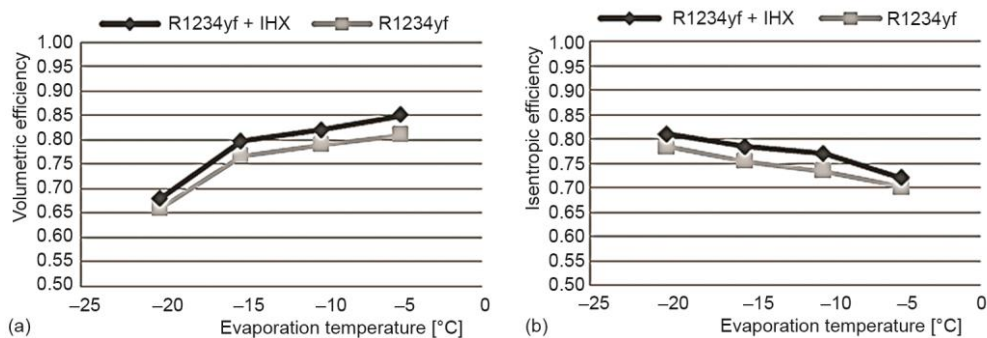 R1234yf + IHX R1234yf
Volumetric efficiency
1.00
0.95
0.90
0.85
0.80
0.75
0.70
0.65
0.60
0.55
0.50
–25 –20 –15 –10 –5 0
(a) Evaporation temperature [°C]
R1234yf + IHX R1234yf
Isentropic efficiency
1.00
0.95
0.90
0.85
0.80
0.75
0.70
0.65
0.60
0.55
0.50
–25 –20 –15 –10 –5 0
(b) Evaporation temperature [°C]